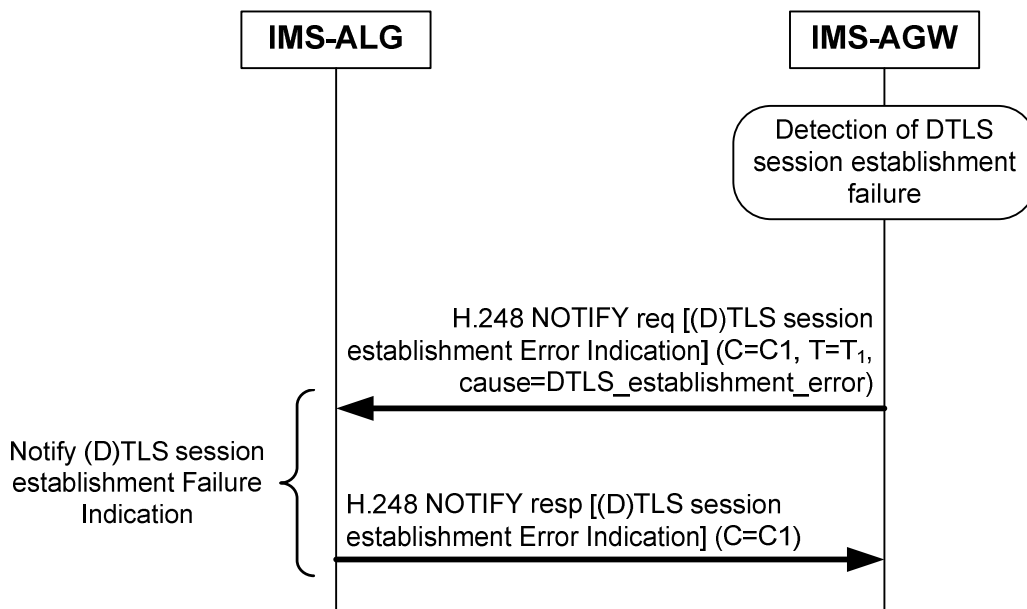 IMS-ALG
IMS-AGW
Detection of DTLS
session establishment
failure
H.248 NOTIFY req [(D)TLS session
establishment Error Indication] (C=C1, T=T₁,
cause=DTLS_establishment_error)
Notify (D)TLS session
establishment Failure
Indication
H.248 NOTIFY resp [(D)TLS session
establishment Error Indication] (C=C1)